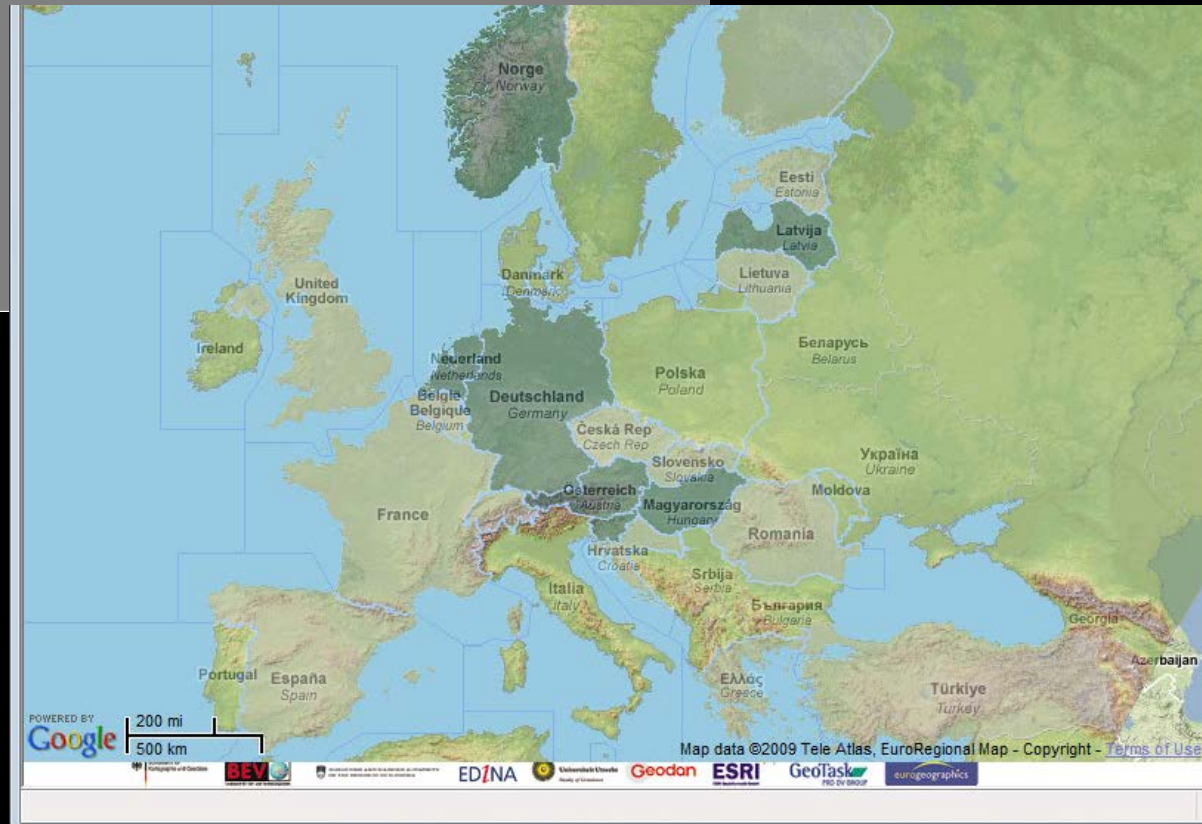 Norge
Norway
Eesti
Estonia
Latvija
Latvia
Lietuva
Lithuania
Danmark
Denmark
United
Kingdom
Ireland
Nederland
Netherlands
België
Belgique
Belgium
Deutschland
Germany
Polska
Poland
Беларусь
Belarus
Česká Rep
Czech Rep
Slovensko
Slovakia
Україна
Ukraine
Österreich
Austria
Magyarország
Hungary
Moldova
France
Romania
Hrvatska
Croatia
Srbija
Serbia
Italia
Italy
България
Bulgaria
Georgia
Azerbaijan
Portugal
España
Spain
Ελλάς
Greece
Türkiye
Turkey
POWERED BY
Google
200 mi
500 km
Map data ©2009 Tele Atlas, EuroRegional Map - Copyright - Terms of Use
BEV
EDINA
Universiteit Utrecht
Geodan
ESRI
GeoTask
eurogeographics